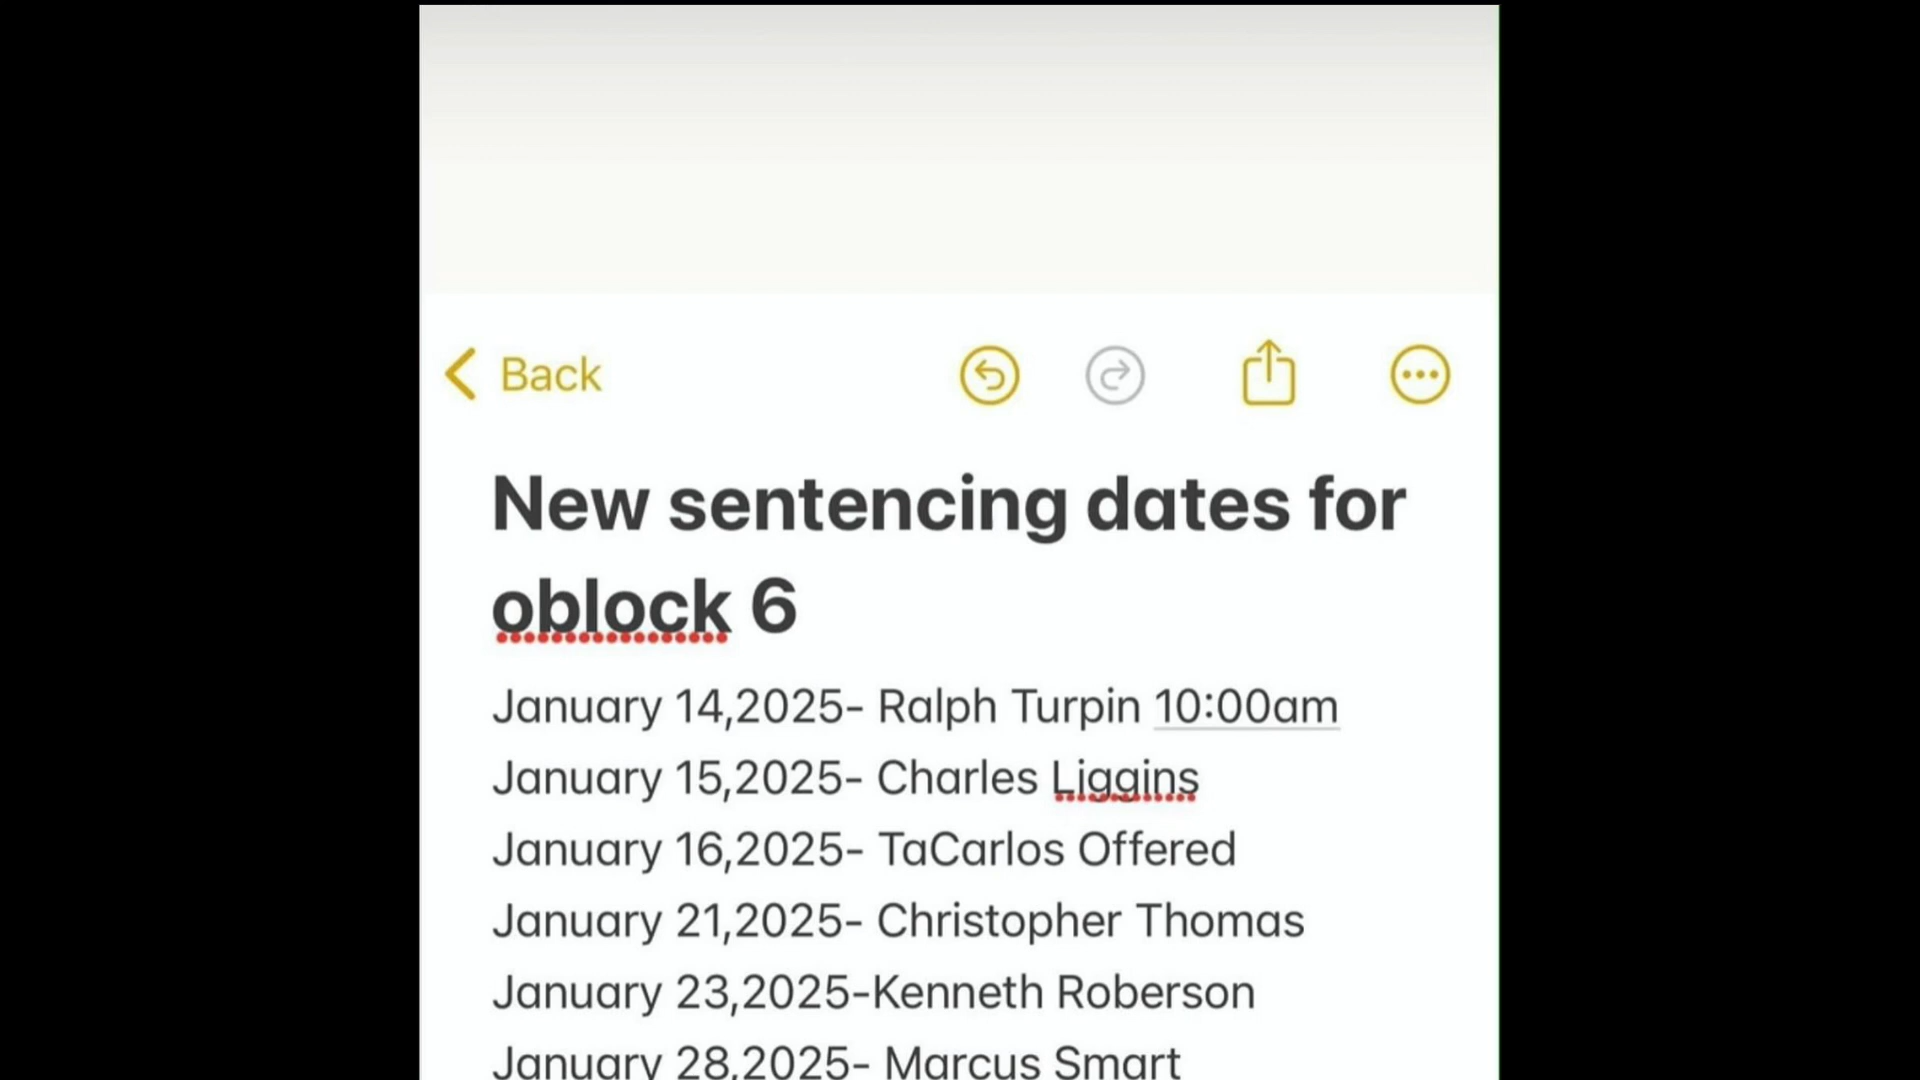 Back
New sentencing dates for
oblock 6
January 14,2025- Ralph Turpin 10:00am
January 15,2025- Charles Liggins
January 16,2025- TaCarlos Offered
January 21,2025- Christopher Thomas
January 23,2025-Kenneth Roberson
January 28,2025- Marcus Smart